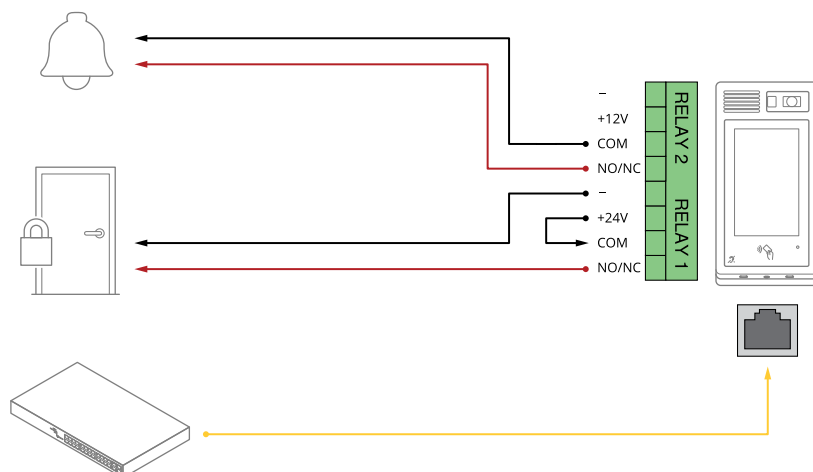 –
+12V
COM
NO/NC
–
+24V
COM
NO/NC
RELAY 2
RELAY 1